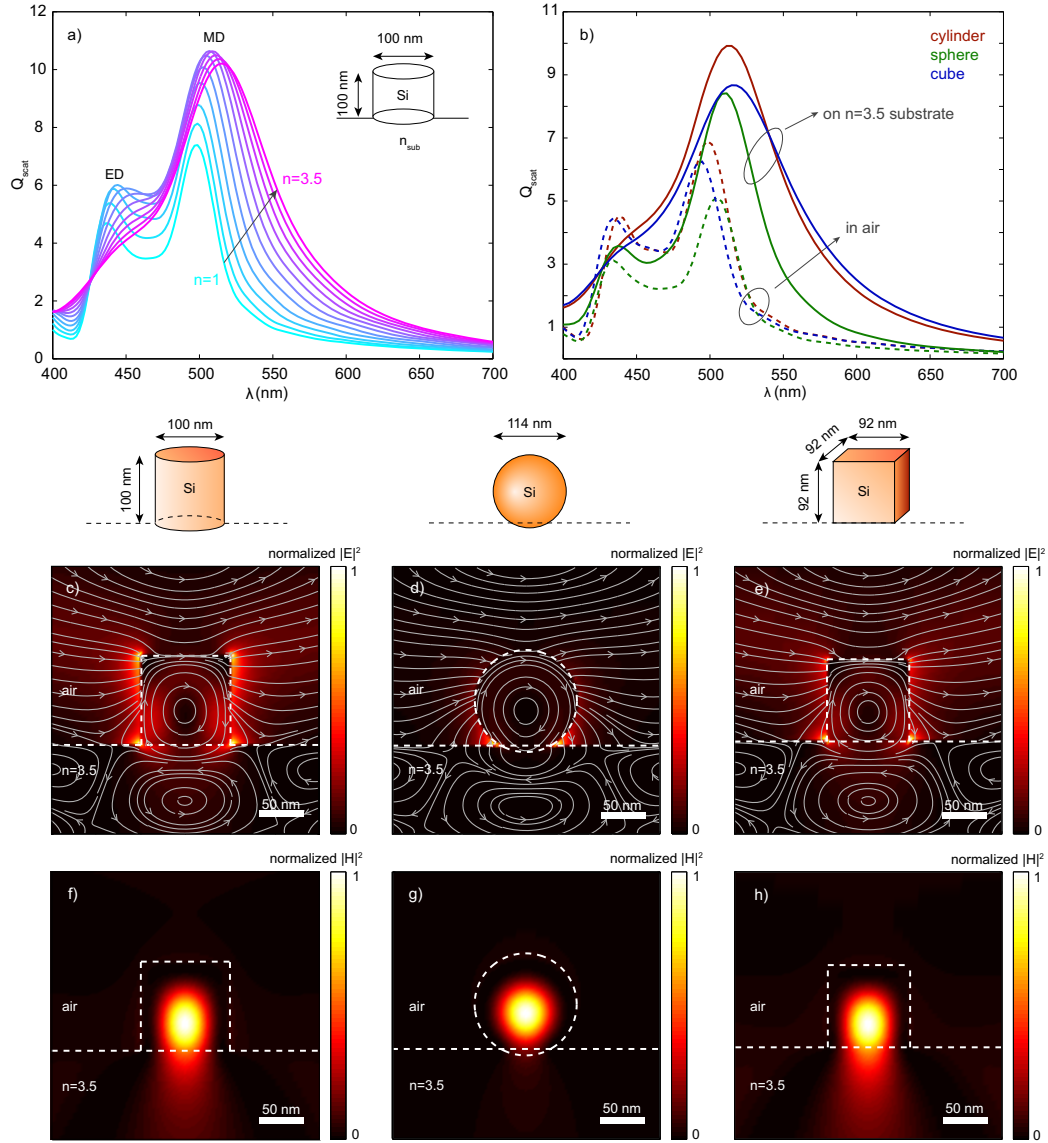 a)
MD
ED
100 nm
100 nm
Si
n_sub
n=3.5
n=1
Q_scat
12
10
8
6
4
2
0
400 450 500 550 600 650 700
λ (nm)
b)
cylinder
sphere
cube
on n=3.5 substrate
in air
Q_scat
11
9
7
5
3
1
400 450 500 550 600 650 700
λ (nm)
100 nm
100 nm
Si
114 nm
Si
92 nm
92 nm
92 nm
Si
normalized |E|²
c)
air
n=3.5
50 nm
1
0
normalized |E|²
d)
air
n=3.5
50 nm
1
0
normalized |E|²
e)
air
n=3.5
50 nm
1
0
normalized |H|²
f)
air
n=3.5
50 nm
1
0
normalized |H|²
g)
air
n=3.5
50 nm
1
0
normalized |H|²
h)
air
n=3.5
50 nm
1
0